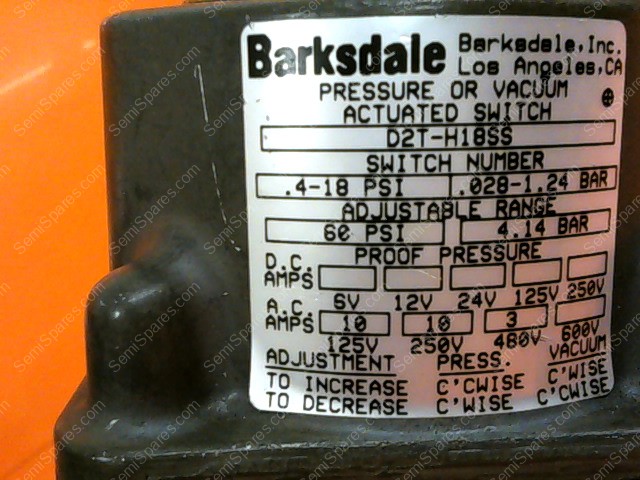 Barksdale Barksdale, Inc.
Los Angeles, CA
PRESSURE OR VACUUM
ACTUATED SWITCH
D2T-H18SS
SWITCH NUMBER
.4-18 PSI .028-1.24 BAR
ADJUSTABLE RANGE
60 PSI 4.14 BAR
PROOF PRESSURE
D.C. AMPS
6V 12V 24V 125V 250V
A.C. AMPS 10 10 3
125V 250V 480V 600V
ADJUSTMENT PRESS. VACUUM
TO INCREASE C'CWISE C'WISE
TO DECREASE C'WISE C'CWISE
SemiSpares.com